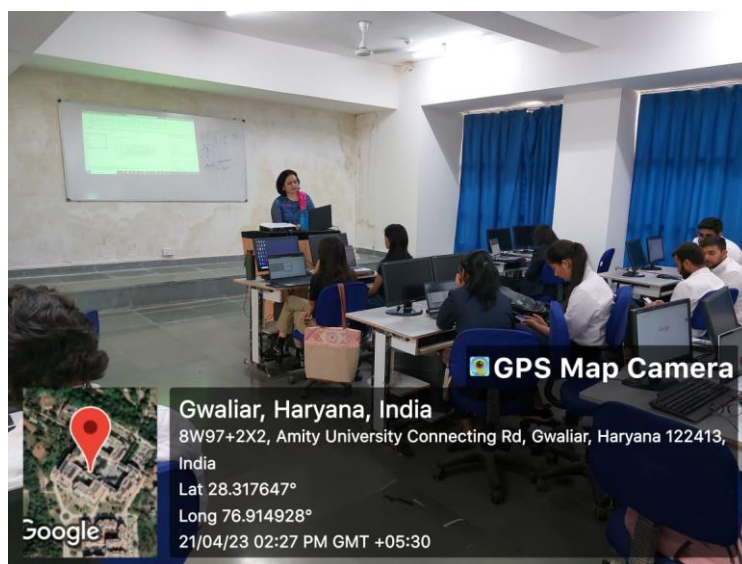 GPS Map Camera
Gwaliar, Haryana, India
8W97+2X2, Amity University Connecting Rd, Gwaliar, Haryana 122413,
India
Lat 28.317647°
Long 76.914928°
21/04/23 02:27 PM GMT +05:30
Google